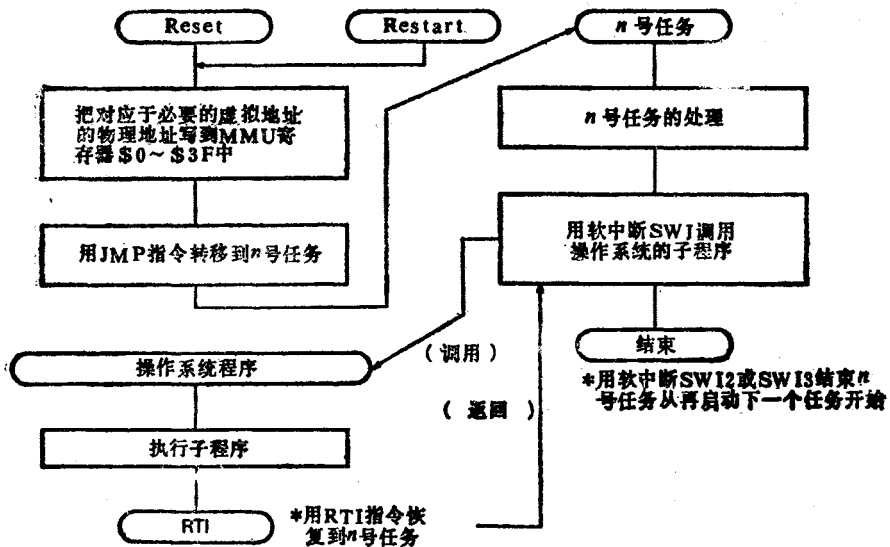 Reset
Restart
把对应于必要的虚拟地址
的物理地址写到MMU寄
存器$0～$3F中
用JMP指令转移到n号任务
n号任务
n号任务的处理
用软中断SWJ调用
操作系统的子程序
结束
*用软中断SWI2或SWI3结束n
号任务从再启动下一个任务开始
(调用)
(返回)
操作系统程序
执行子程序
RTI
*用RTI指令恢
复到n号任务